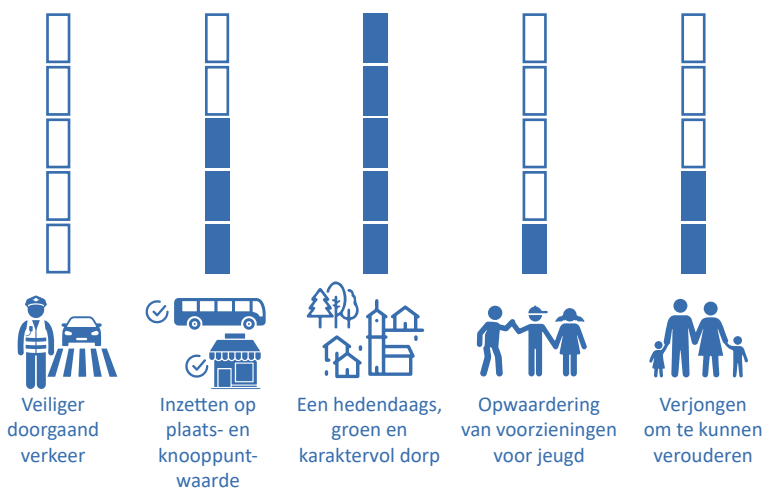 Veiliger
doorgaand
verkeer
Inzetten op
plaats- en
knooppunt-
waarde
Een hedendaags,
groen en
karaktervol dorp
Opwaardering
van voorzieningen
voor jeugd
Verjongen
om te kunnen
verouderen